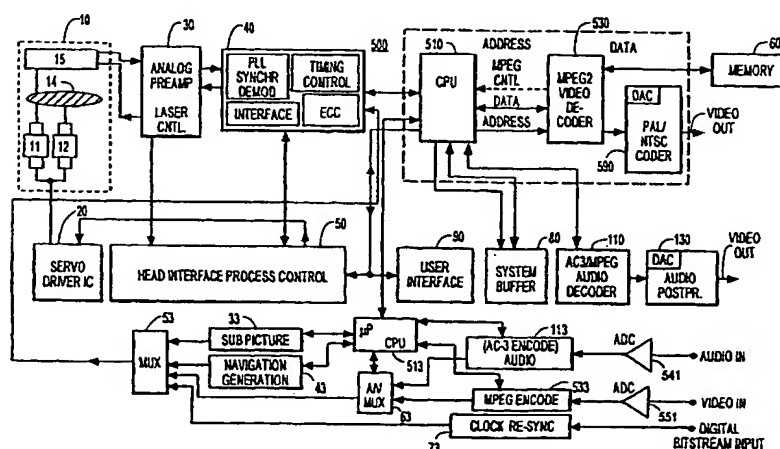 10
15
14
11
12
20
SERVO
DRIVER IC
30
ANALOG
PREAMP
LASER
CNTL.
40
PLL
SYNCHR
DEMOD
TIMING
CONTROL
INTERFACE
ECC
500
510
CPU
ADDRESS
MPEG
CNTL
DATA
ADDRESS
530
MPEG2
VIDEO DE-
CODER
DATA
MEMORY
60
DAC
PAL/
NTSC
CODER
590
VIDEO
OUT
50
HEAD INTERFACE PROCESS CONTROL
90
USER
INTERFACE
80
SYSTEM
BUFFER
110
AC3/MPEG
AUDIO
DECODER
130
DAC
AUDIO
POSTPR.
VIDEO
OUT
53
MUX
33
SUB PICTURE
NAVIGATION
GENERATION
43
μP
CPU
513
A/V
MUX
63
113
(AC-3 ENCODE)
AUDIO
ADC
541
AUDIO IN
533
MPEG ENCODE
ADC
551
VIDEO IN
CLOCK RE-SYNC
73
DIGITAL
BITSTREAM INPUT